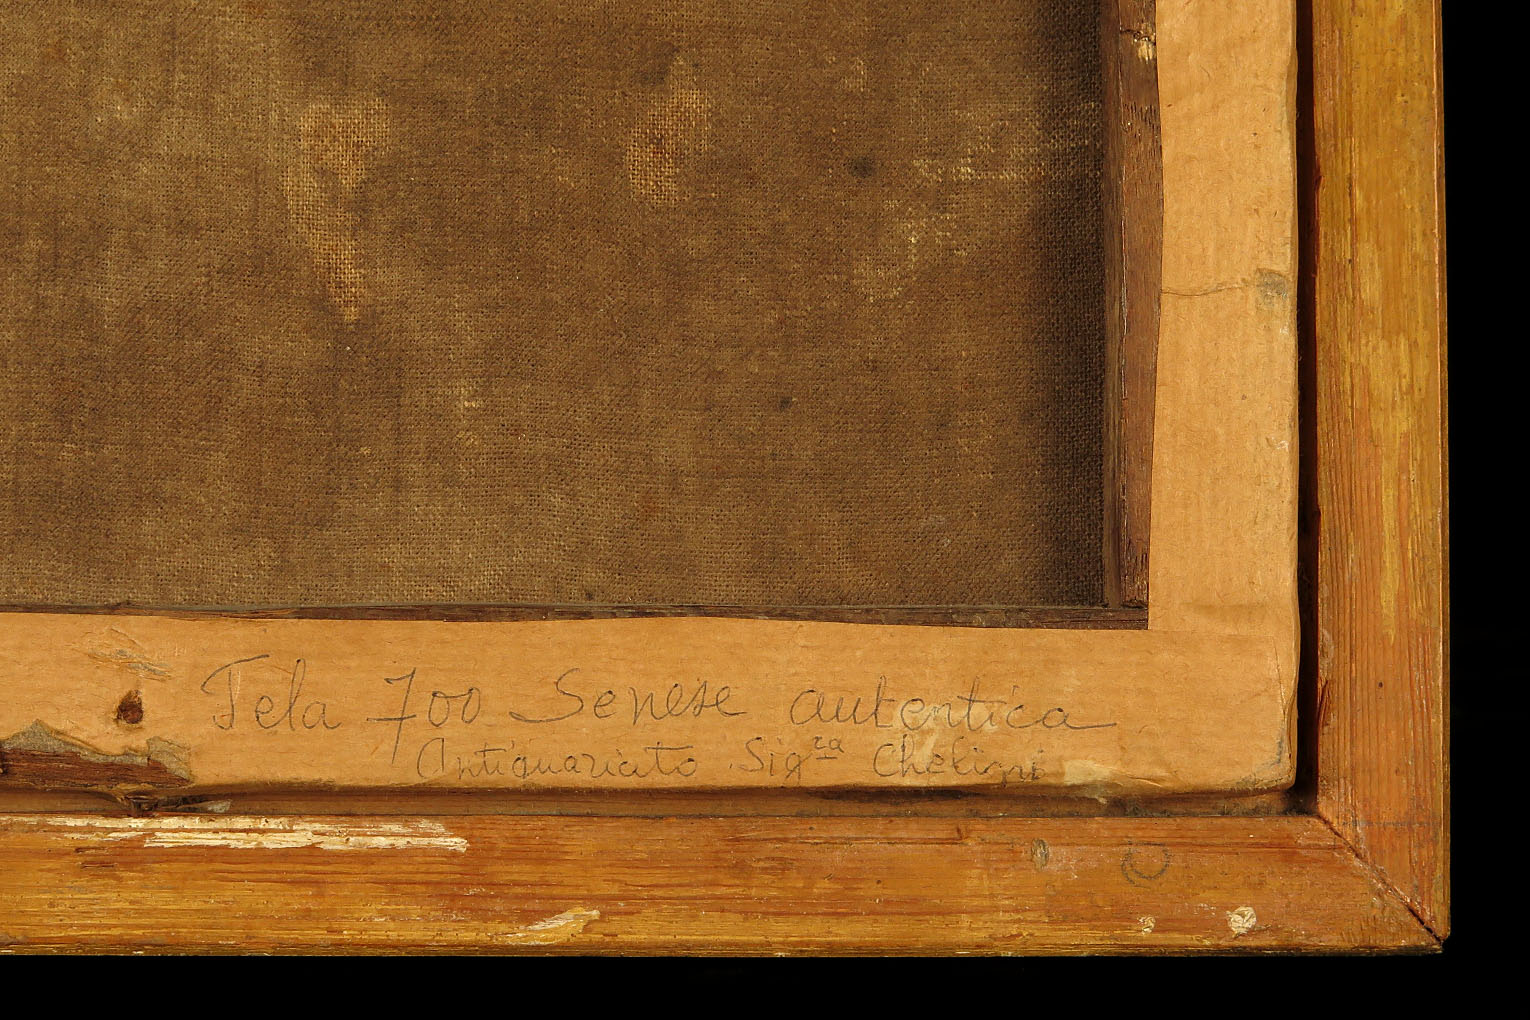 Tela 700 Senese autentica
Antiquariato Sig.ra Chelini